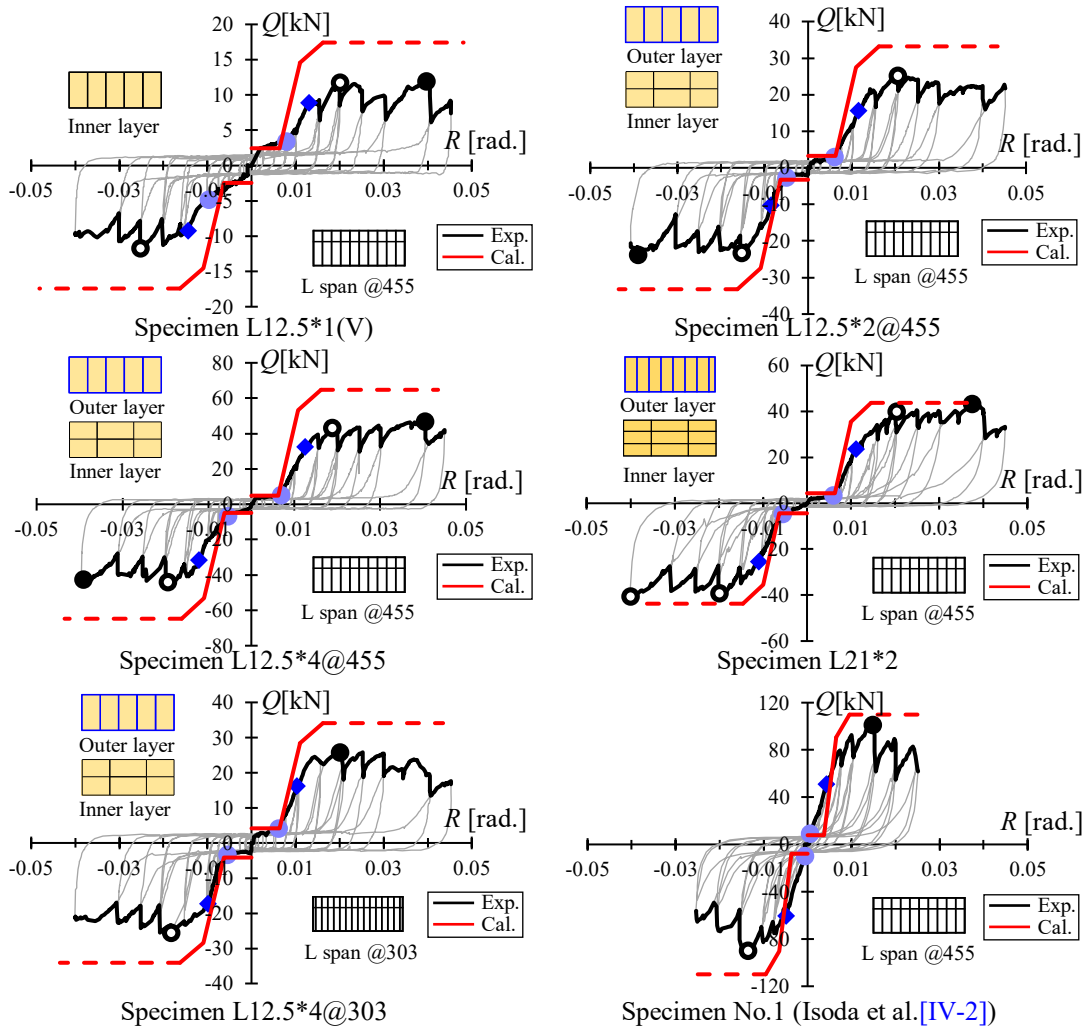 Q[kN]
20
15
10
5
0
-5
-10
-15
-20
-0.05
-0.03
-0.01
0.01
0.03
0.05
R [rad.]
Inner layer
L span @455
Exp.
Cal.
Specimen L12.5*1(V)
Q[kN]
40
30
20
10
0
-10
-20
-30
-40
-0.05
-0.03
-0.01
0.01
0.03
0.05
R [rad.]
Outer layer
Inner layer
L span @455
Exp.
Cal.
Specimen L12.5*2@455
Q[kN]
80
60
40
20
0
-20
-40
-60
-80
-0.05
-0.03
-0.01
0.01
0.03
0.05
R [rad.]
Outer layer
Inner layer
L span @455
Exp.
Cal.
Specimen L12.5*4@455
Q[kN]
60
40
20
0
-20
-40
-60
-0.05
-0.03
-0.01
0.01
0.03
0.05
R [rad.]
Outer layer
Inner layer
L span @455
Exp.
Cal.
Specimen L21*2
Q[kN]
40
30
20
10
0
-10
-20
-30
-40
-0.05
-0.03
-0.01
0.01
0.03
0.05
R [rad.]
Outer layer
Inner layer
L span @303
Exp.
Cal.
Specimen L12.5*4@303
Q[kN]
120
80
40
0
-40
-80
-120
-0.05
-0.03
-0.01
0.01
0.03
0.05
R [rad.]
L span @455
Exp.
Cal.
Specimen No.1 (Isoda et al.[IV-2])